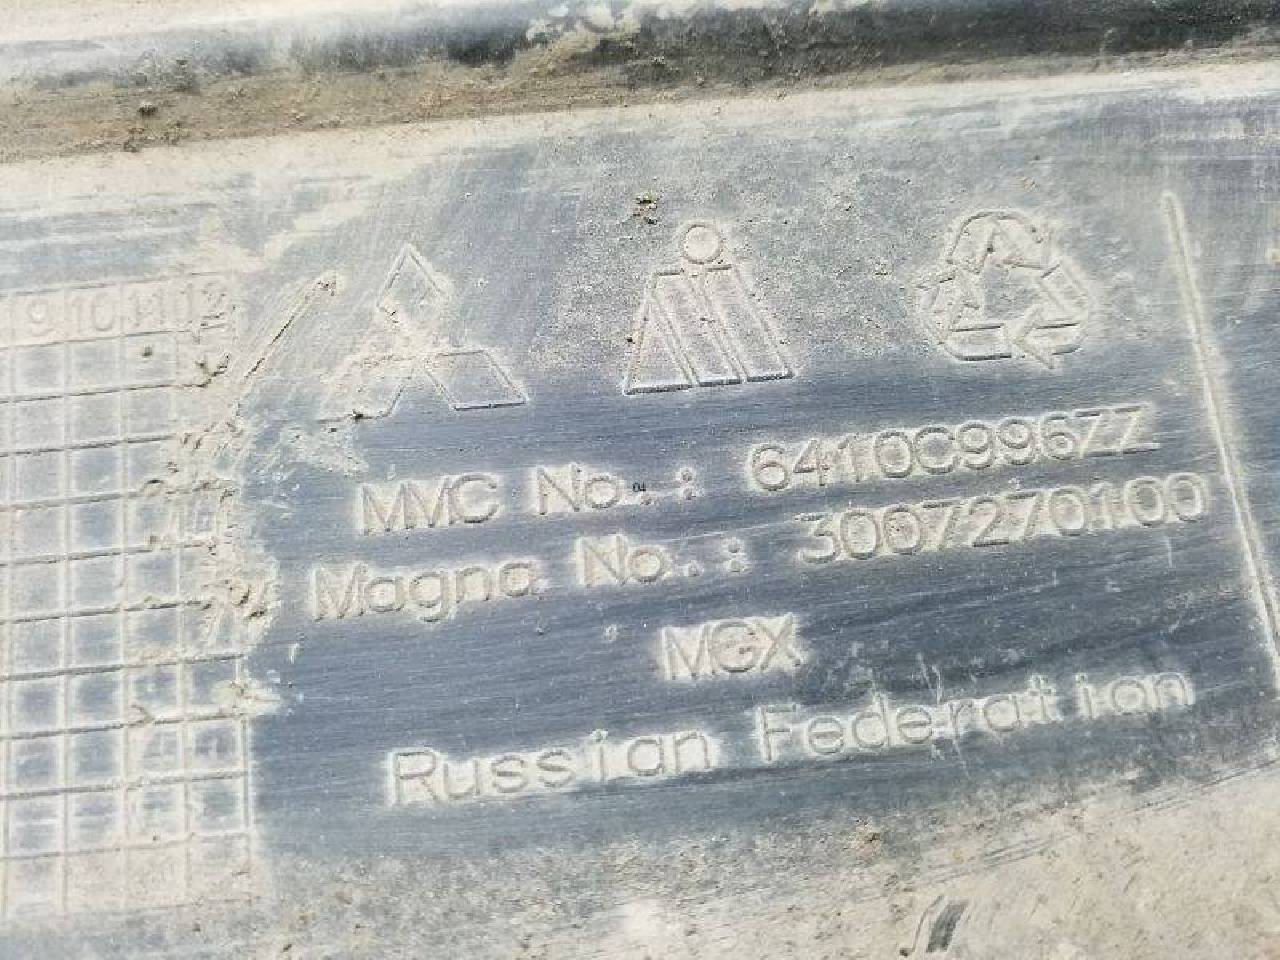 9 10 11 12
MMC No.: 6410C996ZZ
Magna No.: 3007270100
MGX
Russian Federation